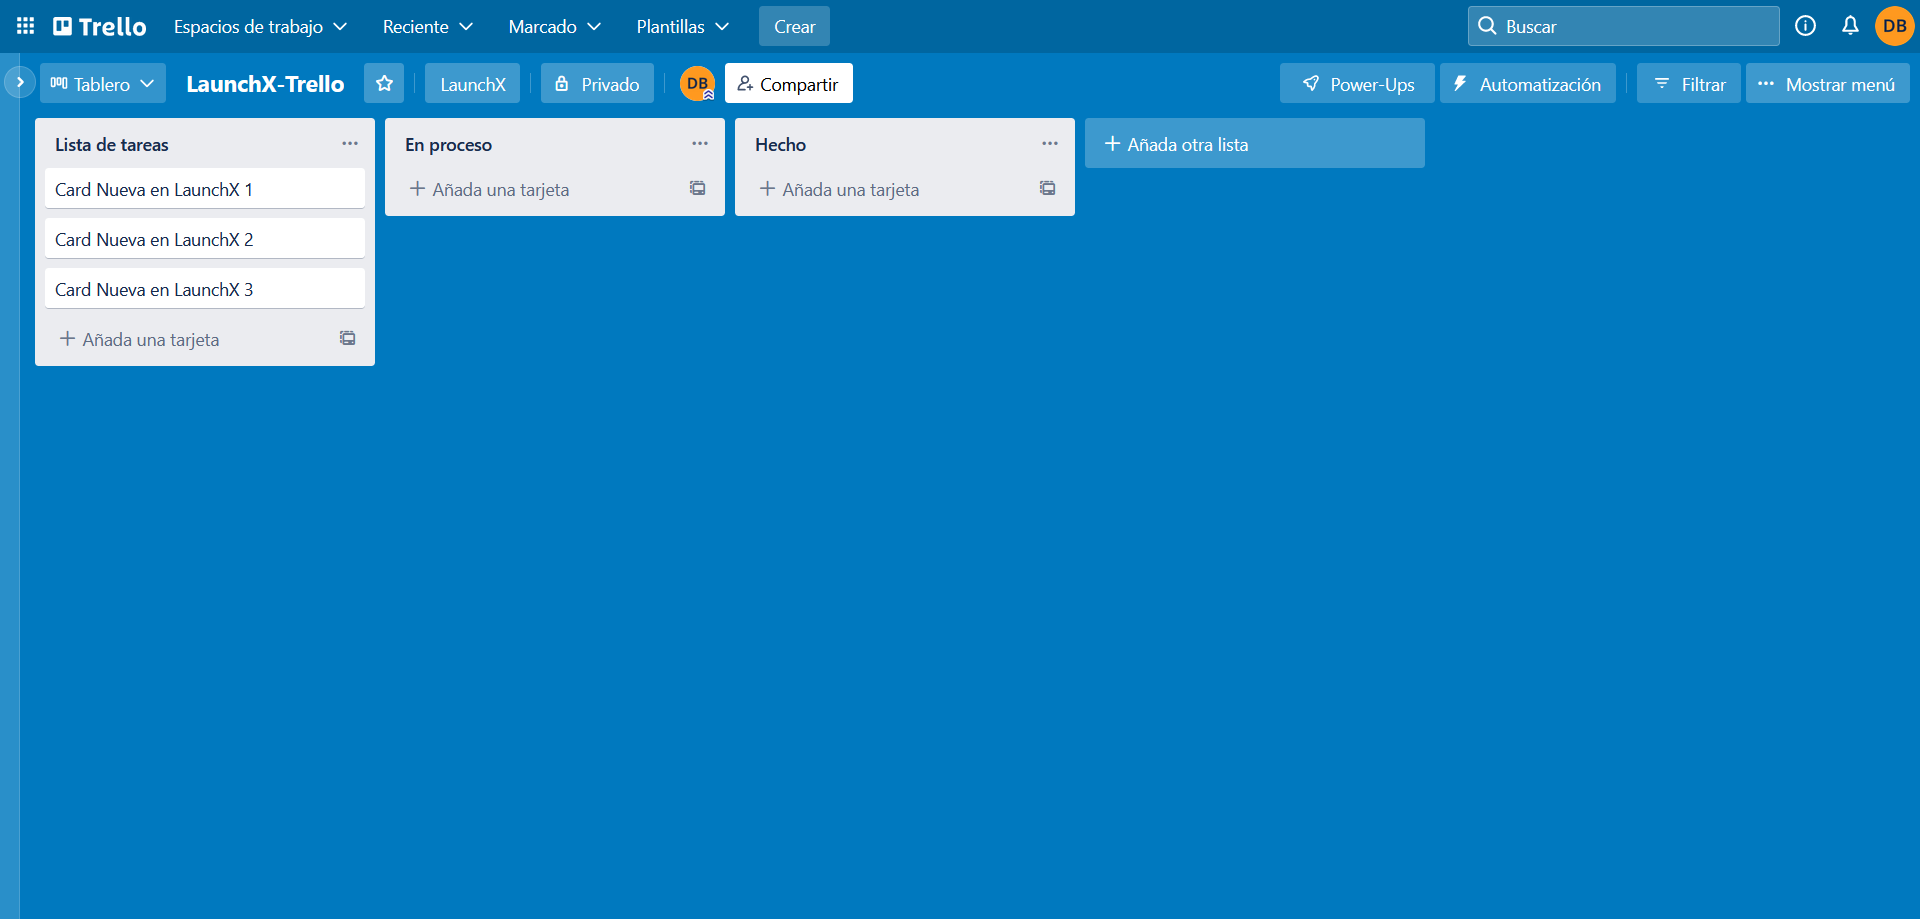 Trello Espacios de trabajo Reciente Marcado Plantillas Crear Buscar DB
Tablero LaunchX-Trello LaunchX Privado DB Compartir Power-Ups Automatización Filtrar Mostrar menú
Lista de tareas
Card Nueva en LaunchX 1
Card Nueva en LaunchX 2
Card Nueva en LaunchX 3
Añada una tarjeta
En proceso
Añada una tarjeta
Hecho
Añada una tarjeta
Añada otra lista